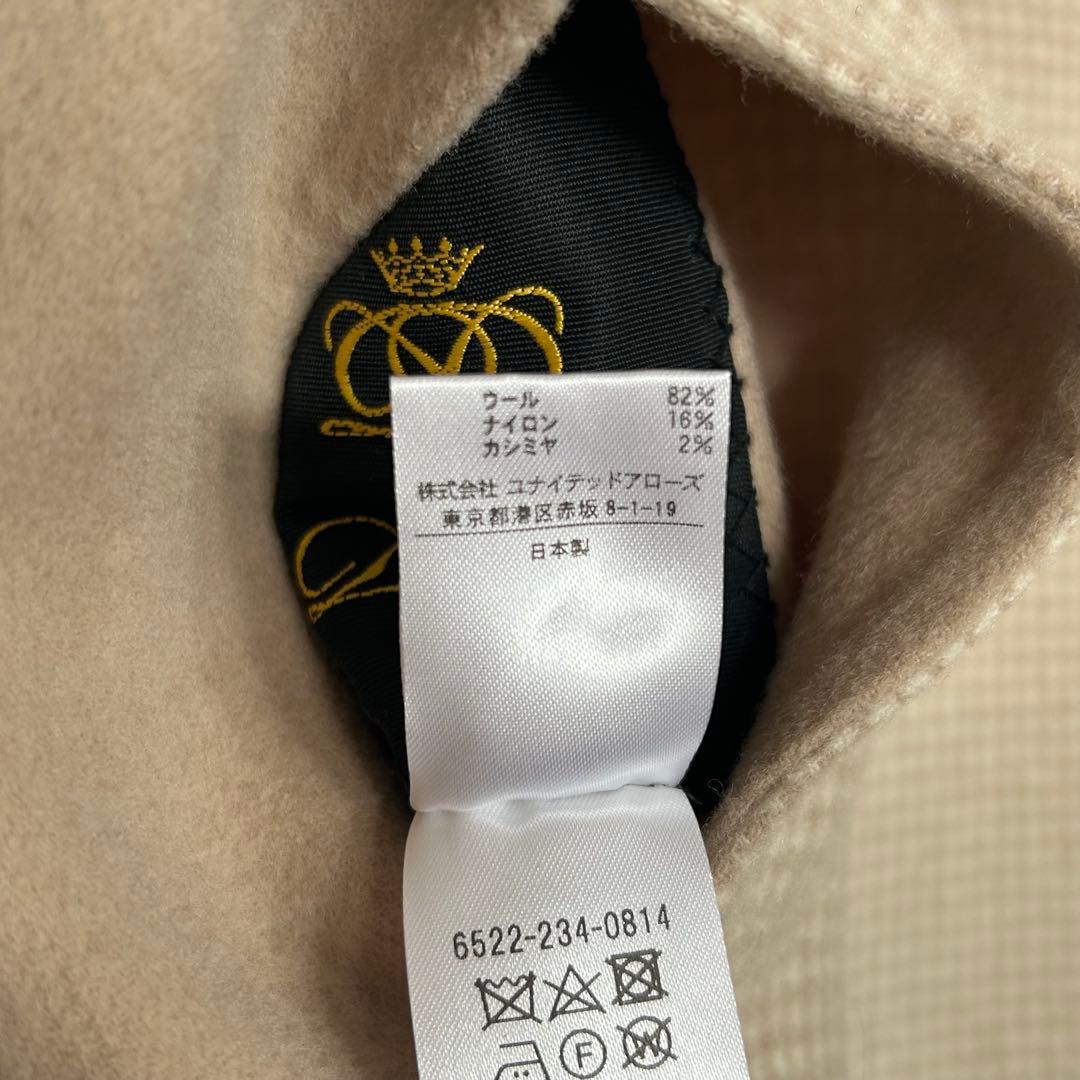 ウール 82%
ナイロン 16%
カシミヤ 2%
株式会社 ユナイテッドアローズ
東京都港区赤坂 8-1-19
日本製
6522-234-0814
F
W